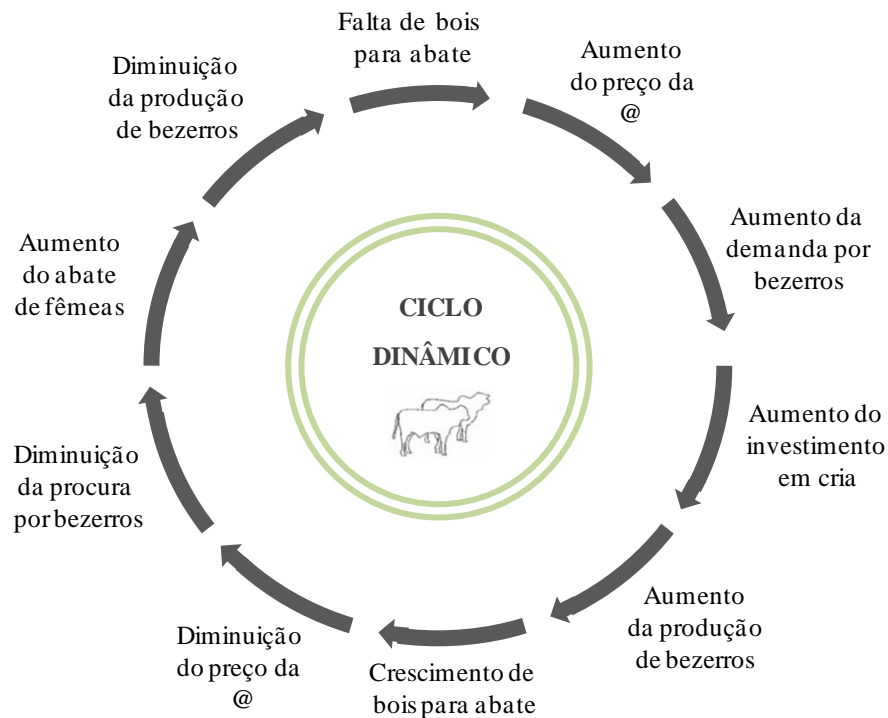 Falta de bois
para abate
Aumento
do preço da
@
Aumento da
demanda por
bezerros
Aumento do
investimento
em cria
Aumento
da produção
de bezerros
Crescimento de
bois para abate
Diminuição
do preço da
@
Diminuição
da procura
por bezerros
Aumento
do abate
de fêmeas
Diminuição
da produção
de bezerros
CICLO
DINÂMICO